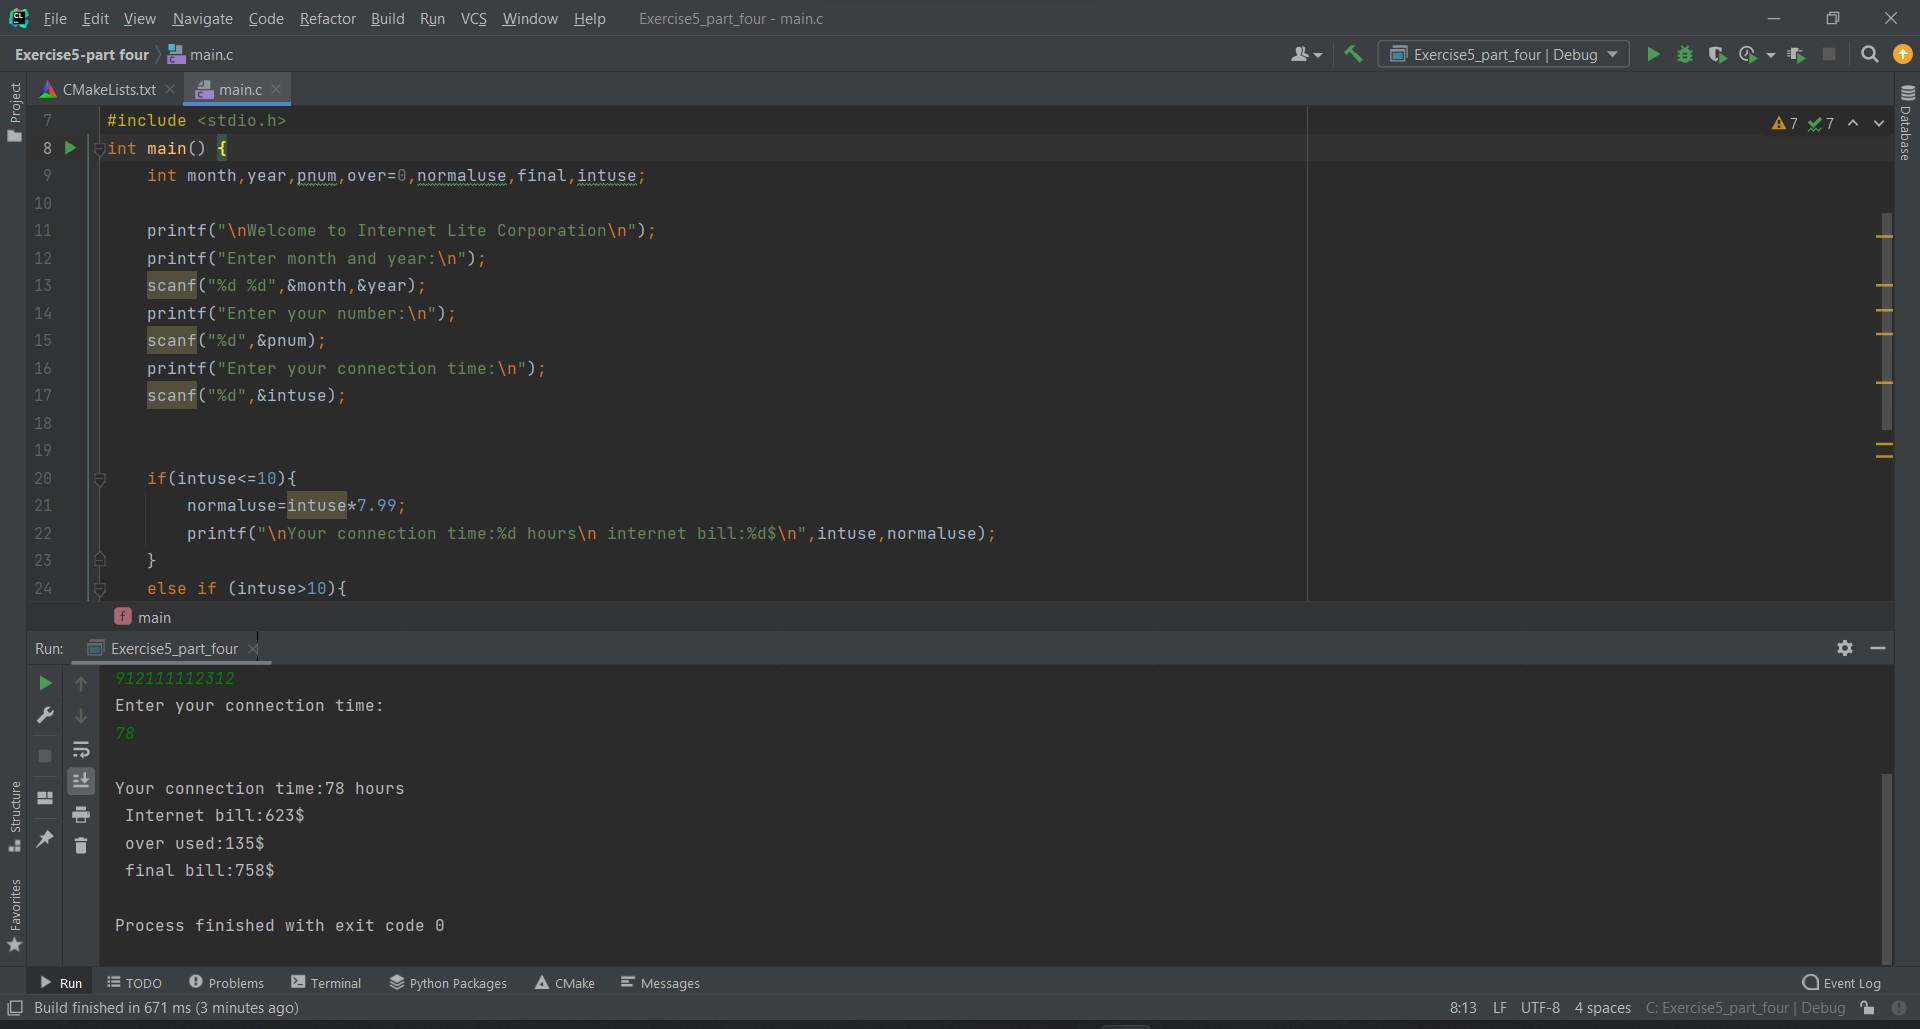 File Edit View Navigate Code Refactor Build Run VCS Window Help Exercise5_part_four - main.c
Exercise5-part four main.c Exercise5_part_four | Debug
CMakeLists.txt main.c
Project
Database
7 #include <stdio.h>
7 7
8 int main() {
9 int month,year,pnum,over=0,normaluse,final,intuse;
10
11 printf("\nWelcome to Internet Lite Corporation\n");
12 printf("Enter month and year:\n");
13 scanf("%d %d",&month,&year);
14 printf("Enter your number:\n");
15 scanf("%d",&pnum);
16 printf("Enter your connection time:\n");
17 scanf("%d",&intuse);
18
19
20 if(intuse<=10){
21 normaluse=intuse*7.99;
22 printf("\nYour connection time:%d hours\n internet bill:%d$\n",intuse,normaluse);
23 }
24 else if (intuse>10){
f main
Run: Exercise5_part_four
912111112312
Enter your connection time:
78
Your connection time:78 hours
Internet bill:623$
over used:135$
final bill:758$
Process finished with exit code 0
Structure
Favorites
Run TODO Problems Terminal Python Packages CMake Messages Event Log
Build finished in 671 ms (3 minutes ago) 8:13 LF UTF-8 4 spaces C: Exercise5_part_four | Debug